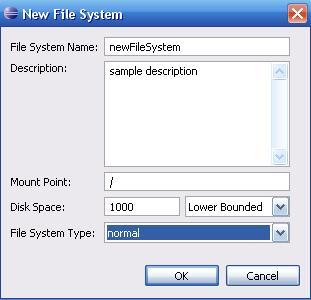 New File System
File System Name: newFileSystem
Description: sample description
Mount Point: /
Disk Space: 1000 Lower Bounded
File System Type: normal
OK Cancel